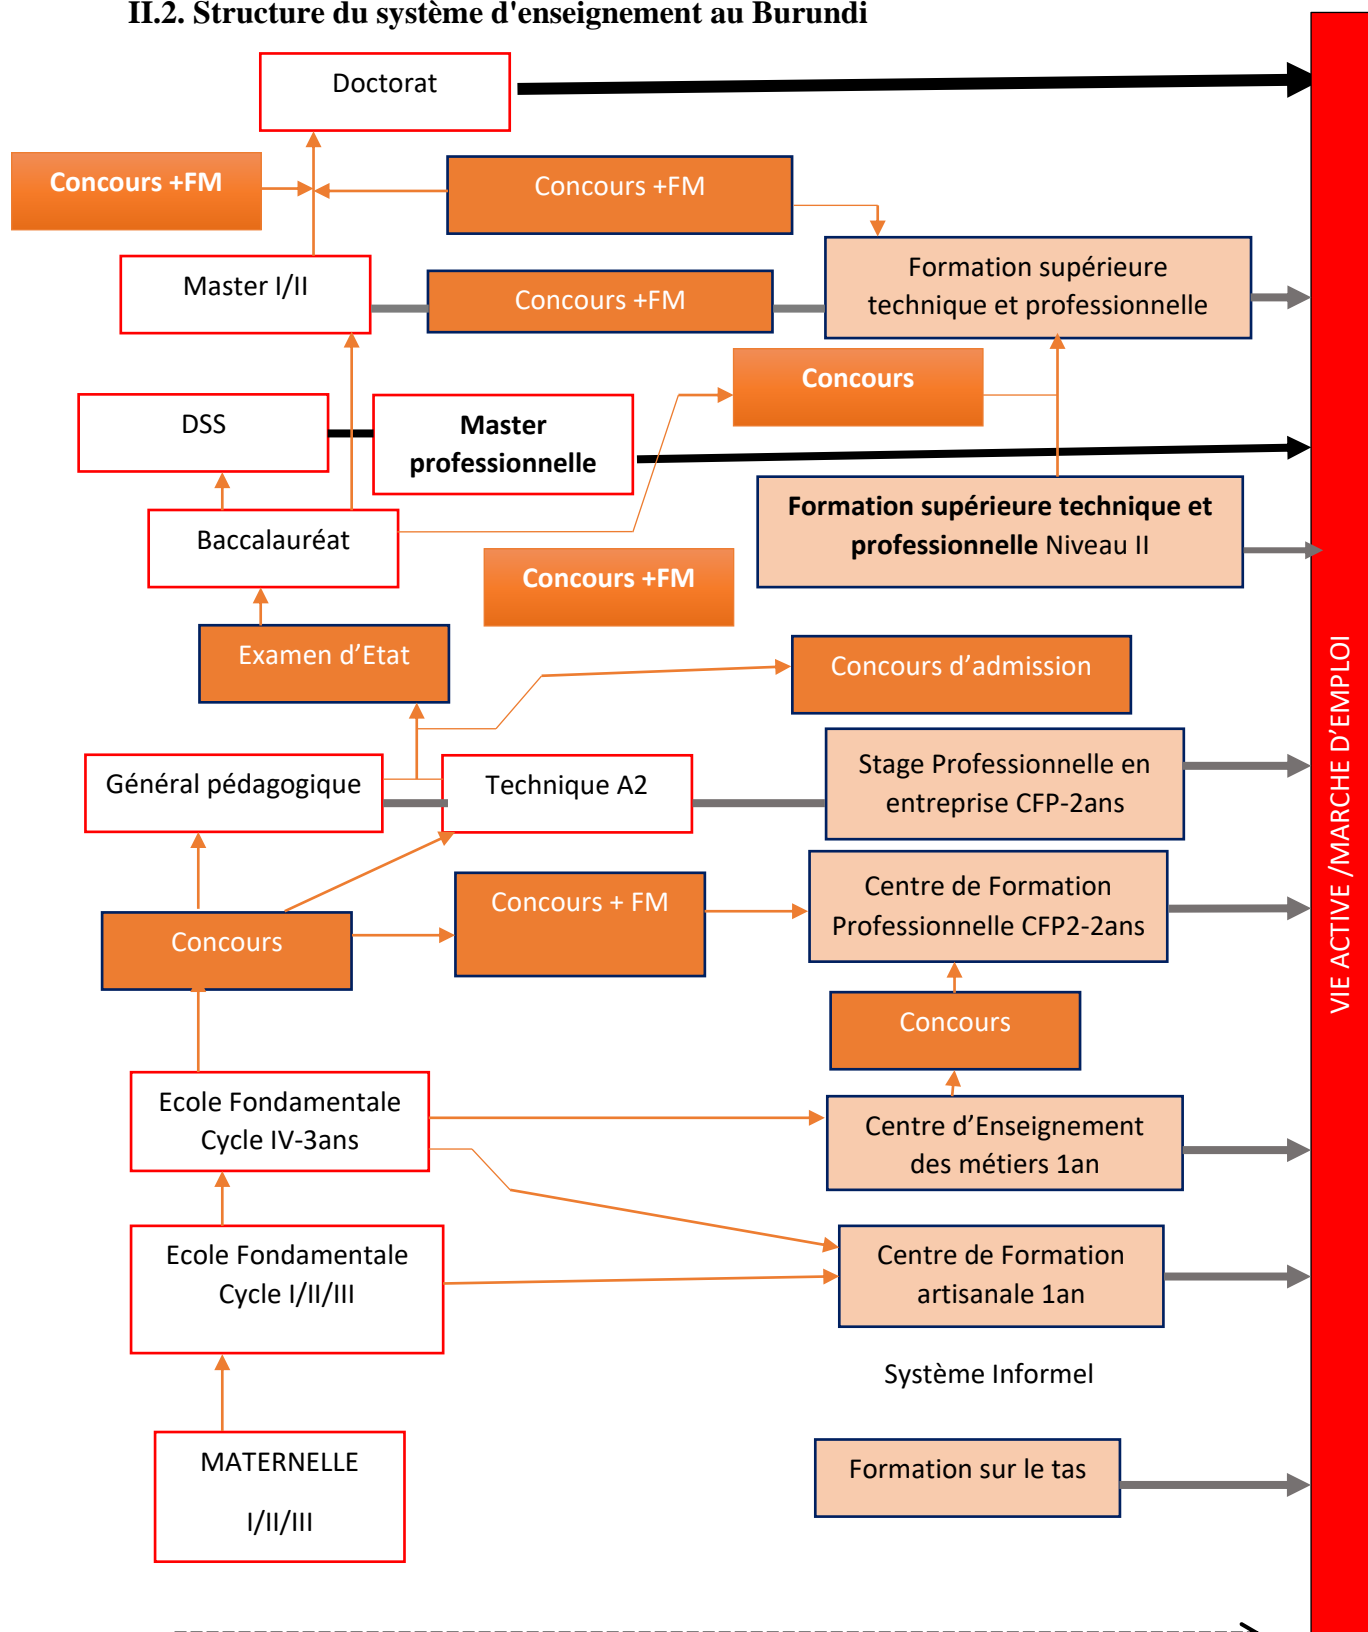 II.2. Structure du système d'enseignement au Burundi
Doctorat
Concours +FM
Concours +FM
Master I/II
Concours +FM
Formation supérieure
technique et professionnelle
Concours
DSS
Master
professionnelle
Formation supérieure technique et
professionnelle Niveau II
Baccalauréat
Concours +FM
Examen d’Etat
Concours d’admission
Général pédagogique
Technique A2
Stage Professionnelle en
entreprise CFP-2ans
Concours
Concours + FM
Centre de Formation
Professionnelle CFP2-2ans
Concours
Ecole Fondamentale
Cycle IV-3ans
Centre d’Enseignement
des métiers 1an
Ecole Fondamentale
Cycle I/II/III
Centre de Formation
artisanale 1an
Système Informel
MATERNELLE
I/II/III
Formation sur le tas
VIE ACTIVE /MARCHE D’EMPLOI